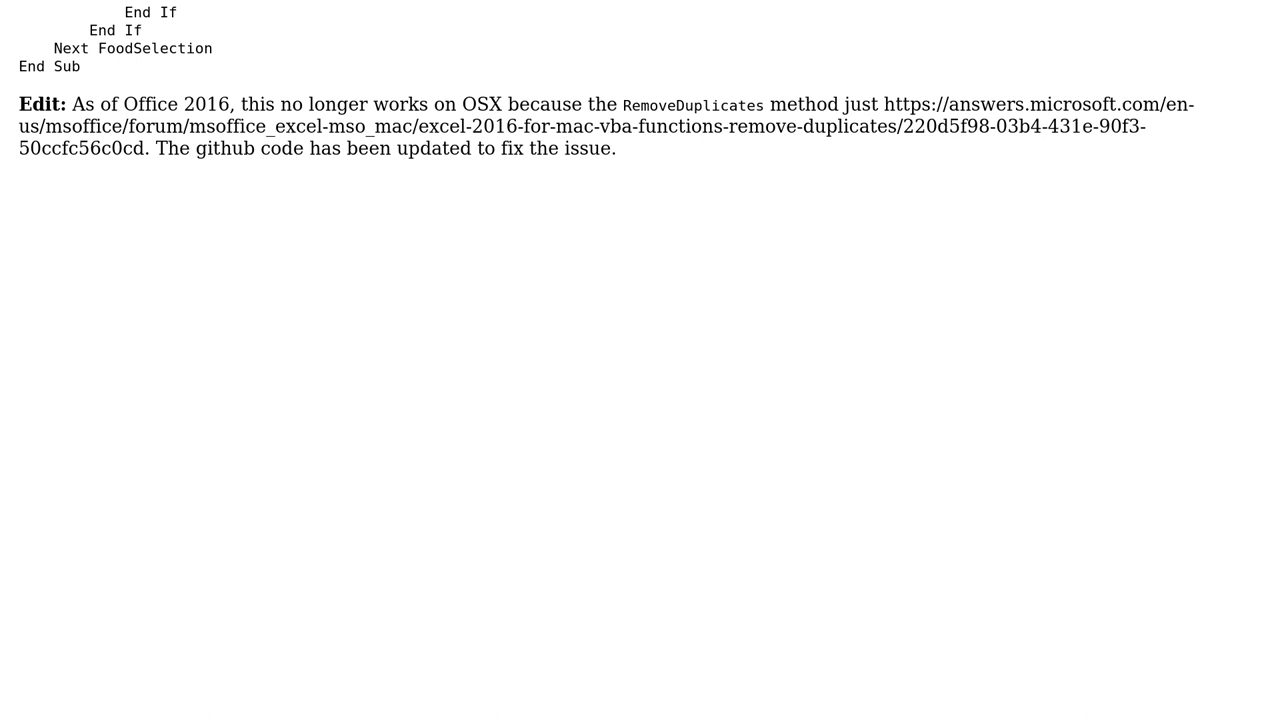 End If
End If
Next FoodSelection
End Sub
Edit: As of Office 2016, this no longer works on OSX because the RemoveDuplicates method just https://answers.microsoft.com/en-
us/msoffice/forum/msoffice_excel-mso_mac/excel-2016-for-mac-vba-functions-remove-duplicates/220d5f98-03b4-431e-90f3-
50ccfc56c0cd. The github code has been updated to fix the issue.